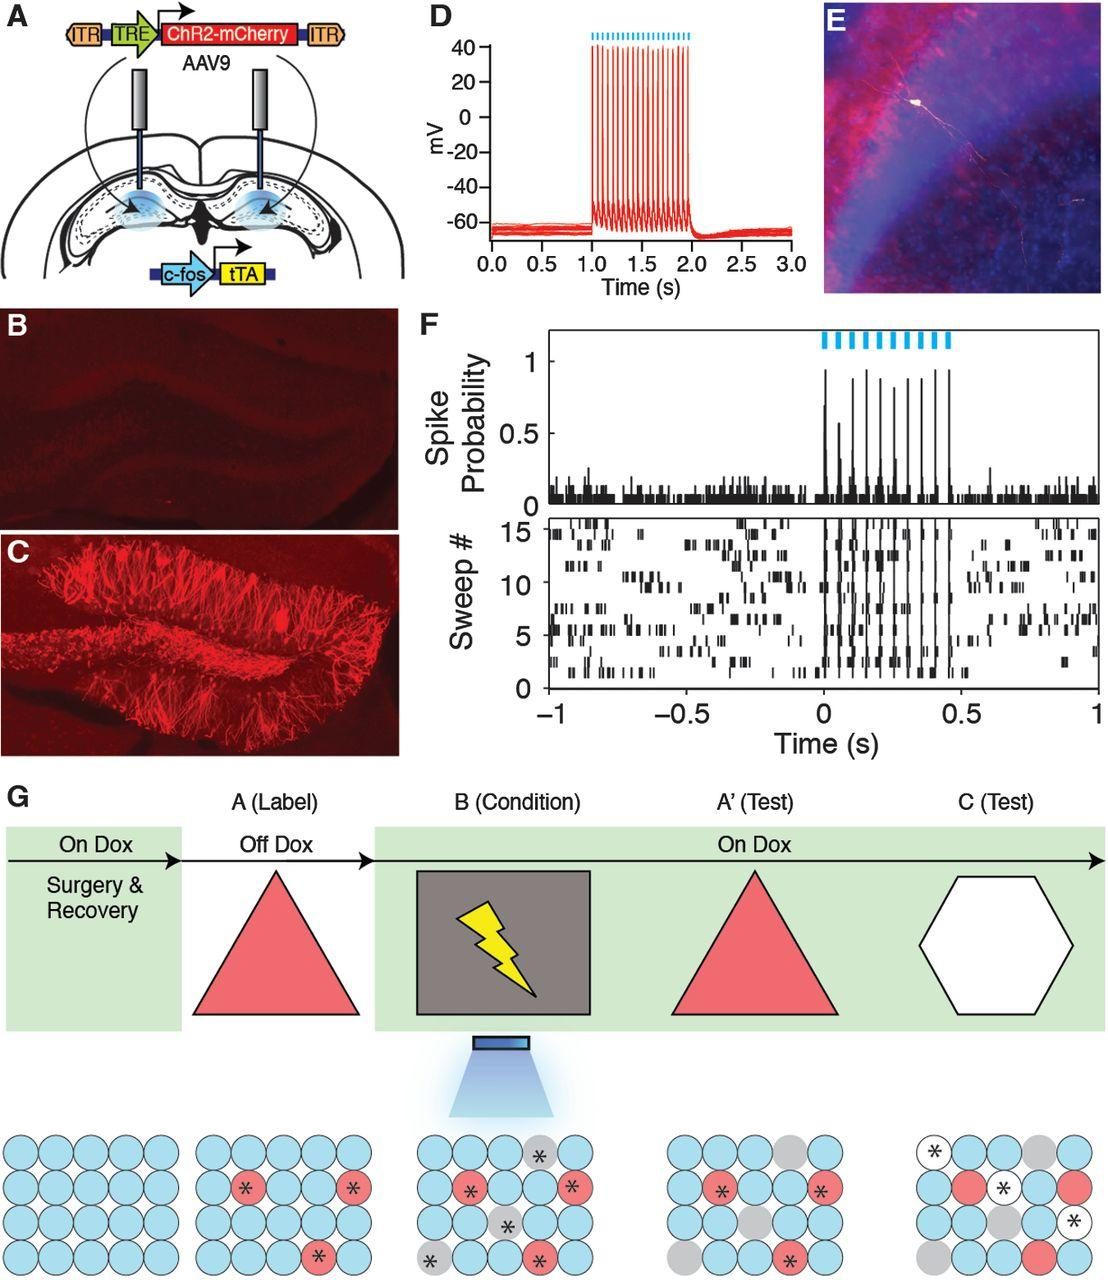 A
ITR TRE ChR2-mCherry ITR
AAV9
c-fos tTA
B
C
D
mV
40
20
0
-20
-40
-60
0.0 0.5 1.0 1.5 2.0 2.5 3.0
Time (s)
E
F
Spike
Probability
1
0.5
0
Sweep #
15
10
5
0
−1 −0.5 0 0.5 1
Time (s)
G
A (Label) B (Condition) A’ (Test) C (Test)
On Dox Off Dox On Dox
Surgery &
Recovery
* *
*
*
* *
*
* *
* *
*
*
*
*